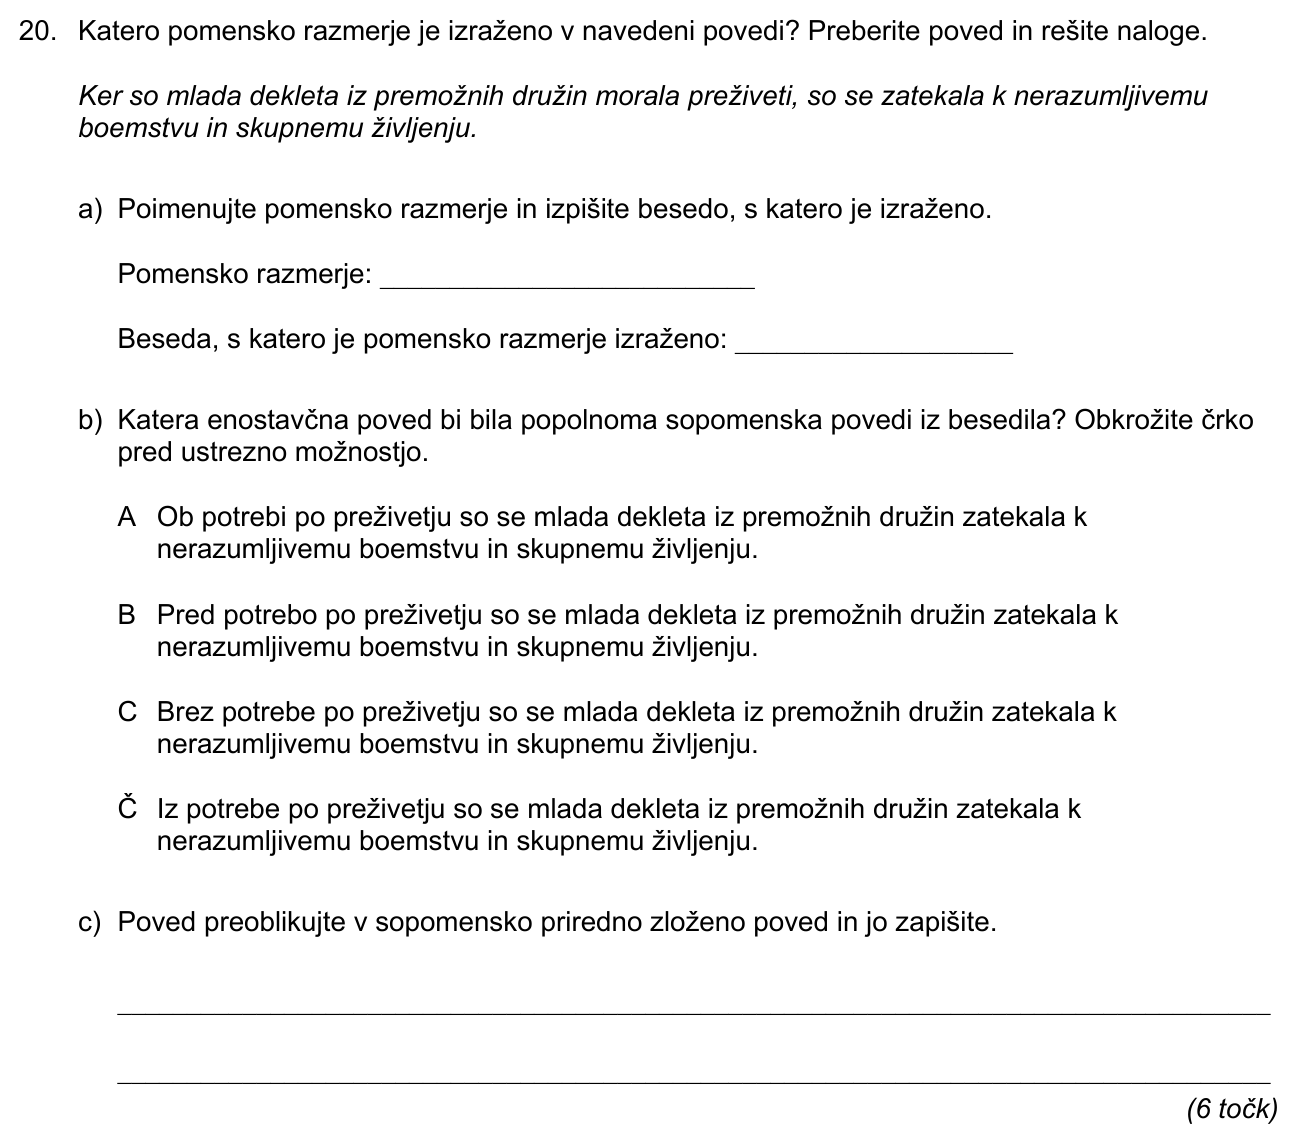 20. Katero pomensko razmerje je izraženo v navedeni povedi? Preberite poved in rešite naloge.
Ker so mlada dekleta iz premožnih družin morala preživeti, so se zatekala k nerazumljivemu
boemstvu in skupnemu življenju.
a) Poimenujte pomensko razmerje in izpišite besedo, s katero je izraženo.
Pomensko razmerje: ___________________________
Beseda, s katero je pomensko razmerje izraženo: ____________________
b) Katera enostavčna poved bi bila popolnoma sopomenska povedi iz besedila? Obkrožite črko
pred ustrezno možnostjo.
A Ob potrebi po preživetju so se mlada dekleta iz premožnih družin zatekala k
nerazumljivemu boemstvu in skupnemu življenju.
B Pred potrebo po preživetju so se mlada dekleta iz premožnih družin zatekala k
nerazumljivemu boemstvu in skupnemu življenju.
C Brez potrebe po preživetju so se mlada dekleta iz premožnih družin zatekala k
nerazumljivemu boemstvu in skupnemu življenju.
Č Iz potrebe po preživetju so se mlada dekleta iz premožnih družin zatekala k
nerazumljivemu boemstvu in skupnemu življenju.
c) Poved preoblikujte v sopomensko priredno zloženo poved in jo zapišite.
(6 točk)